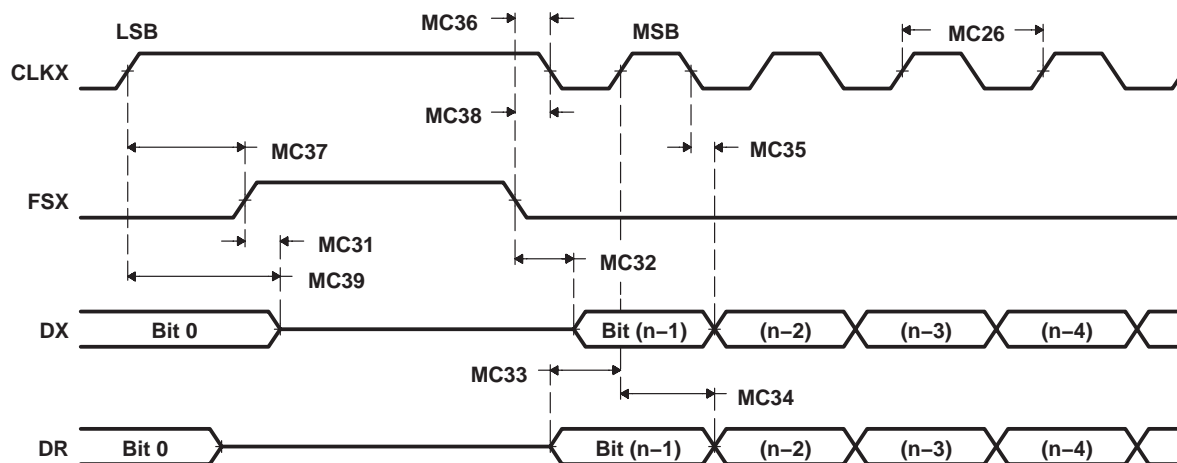 LSB
MC36
MSB
MC26
CLKX
MC38
MC37
MC35
FSX
MC31
MC32
MC39
DX
Bit 0
Bit (n–1)
(n–2)
(n–3)
(n–4)
MC33
MC34
DR
Bit 0
Bit (n–1)
(n–2)
(n–3)
(n–4)